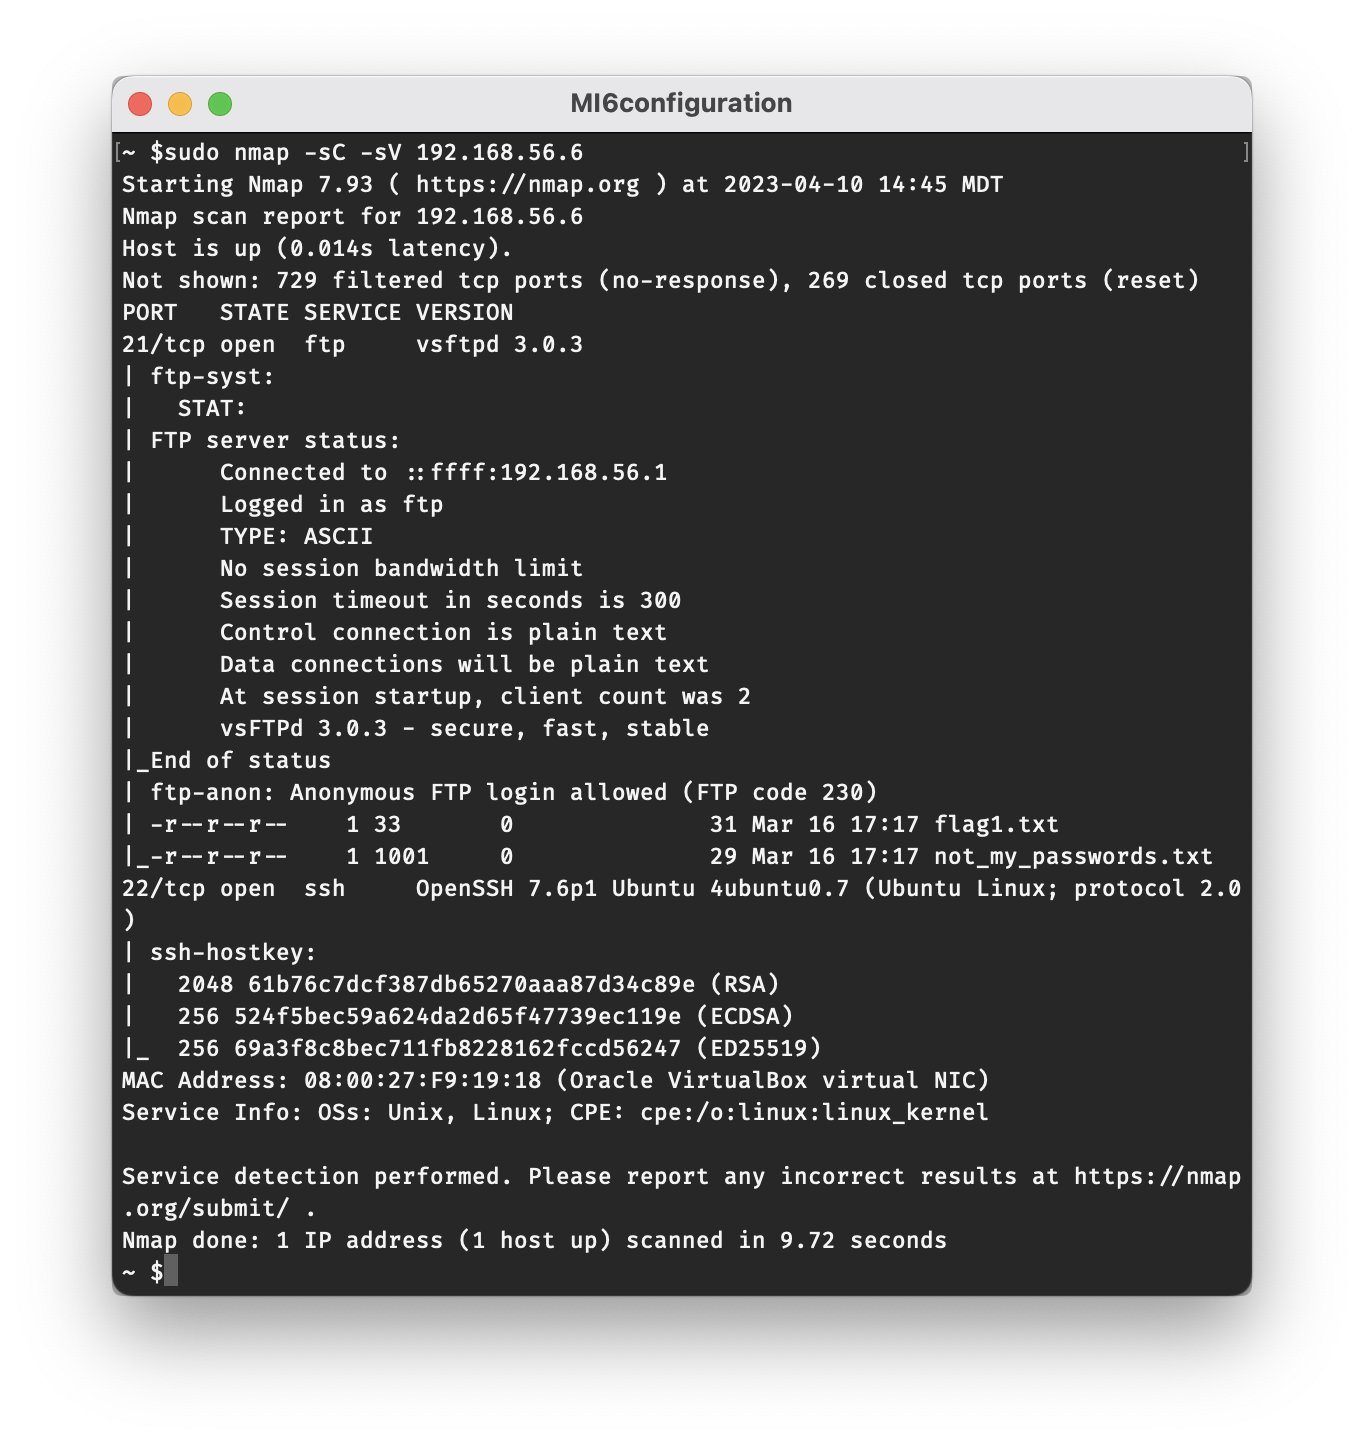 MI6configuration
[~ $sudo nmap -sC -sV 192.168.56.6 ]
Starting Nmap 7.93 ( https://nmap.org ) at 2023-04-10 14:45 MDT
Nmap scan report for 192.168.56.6
Host is up (0.014s latency).
Not shown: 729 filtered tcp ports (no-response), 269 closed tcp ports (reset)
PORT   STATE SERVICE VERSION
21/tcp open  ftp     vsftpd 3.0.3
| ftp-syst:
|   STAT:
| FTP server status:
|      Connected to ::ffff:192.168.56.1
|      Logged in as ftp
|      TYPE: ASCII
|      No session bandwidth limit
|      Session timeout in seconds is 300
|      Control connection is plain text
|      Data connections will be plain text
|      At session startup, client count was 2
|      vsFTPd 3.0.3 - secure, fast, stable
|_End of status
| ftp-anon: Anonymous FTP login allowed (FTP code 230)
| -r--r--r--    1 33       0              31 Mar 16 17:17 flag1.txt
|_-r--r--r--    1 1001     0              29 Mar 16 17:17 not_my_passwords.txt
22/tcp open  ssh     OpenSSH 7.6p1 Ubuntu 4ubuntu0.7 (Ubuntu Linux; protocol 2.0
)
| ssh-hostkey:
|   2048 61b76c7dcf387db65270aaa87d34c89e (RSA)
|   256 524f5bec59a624da2d65f47739ec119e (ECDSA)
|_  256 69a3f8c8bec711fb8228162fccd56247 (ED25519)
MAC Address: 08:00:27:F9:19:18 (Oracle VirtualBox virtual NIC)
Service Info: OSs: Unix, Linux; CPE: cpe:/o:linux:linux_kernel

Service detection performed. Please report any incorrect results at https://nmap
.org/submit/ .
Nmap done: 1 IP address (1 host up) scanned in 9.72 seconds
~ $